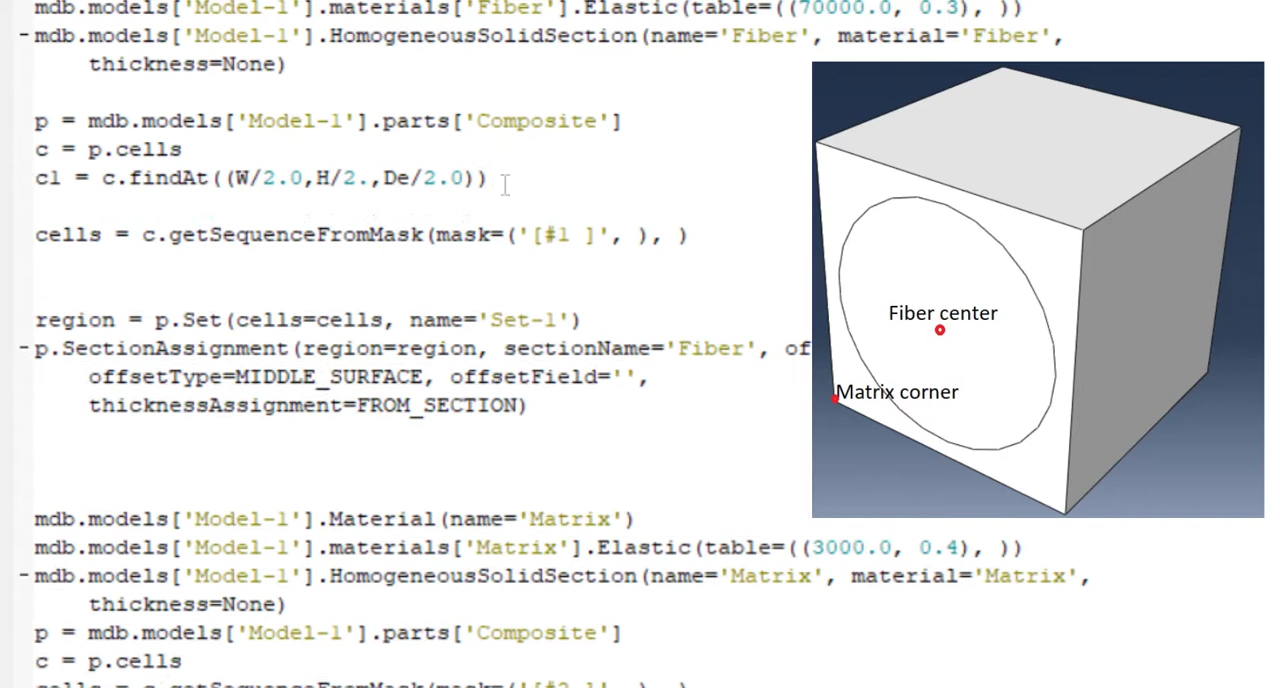 mdb.models['Model-1'].materials['Fiber'].Elastic(table=((70000.0, 0.3), ))
-mdb.models['Model-1'].HomogeneousSolidSection(name='Fiber', material='Fiber',
thickness=None)
p = mdb.models['Model-1'].parts['Composite']
c = p.cells
c1 = c.findAt((W/2.0,H/2.,De/2.0))
cells = c.getSequenceFromMask(mask=('[#1 ]', ), )
region = p.Set(cells=cells, name='Set-1')
-p.SectionAssignment(region=region, sectionName='Fiber', of
offsetType=MIDDLE_SURFACE, offsetField='',
thicknessAssignment=FROM_SECTION)
mdb.models['Model-1'].Material(name='Matrix')
mdb.models['Model-1'].materials['Matrix'].Elastic(table=((3000.0, 0.4), ))
-mdb.models['Model-1'].HomogeneousSolidSection(name='Matrix', material='Matrix',
thickness=None)
p = mdb.models['Model-1'].parts['Composite']
c = p.cells
cells = c.getSequenceFromMask(mask=('[#2 ]', ), )
Fiber center
Matrix corner